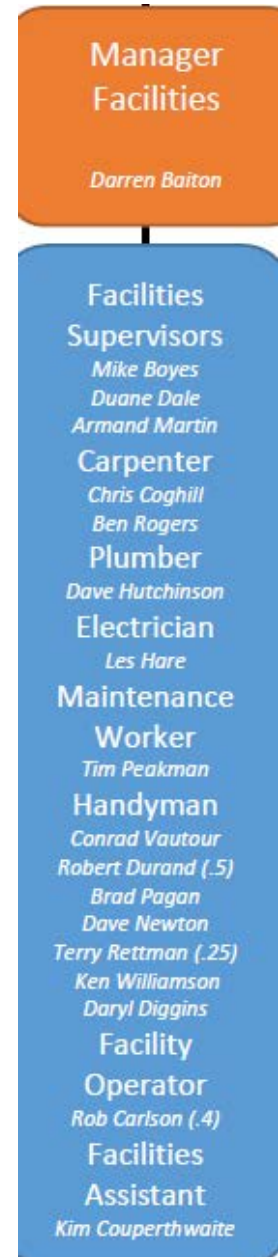 Manager
Facilities
Darren Baiton
Facilities
Supervisors
Mike Boyes
Duane Dale
Armand Martin
Carpenter
Chris Coghill
Ben Rogers
Plumber
Dave Hutchinson
Electrician
Les Hare
Maintenance
Worker
Tim Peakman
Handyman
Conrad Vautour
Robert Durand (.5)
Brad Pagan
Dave Newton
Terry Rettman (.25)
Ken Williamson
Daryl Diggins
Facility
Operator
Rob Carlson (.4)
Facilities
Assistant
Kim Couperthwaite